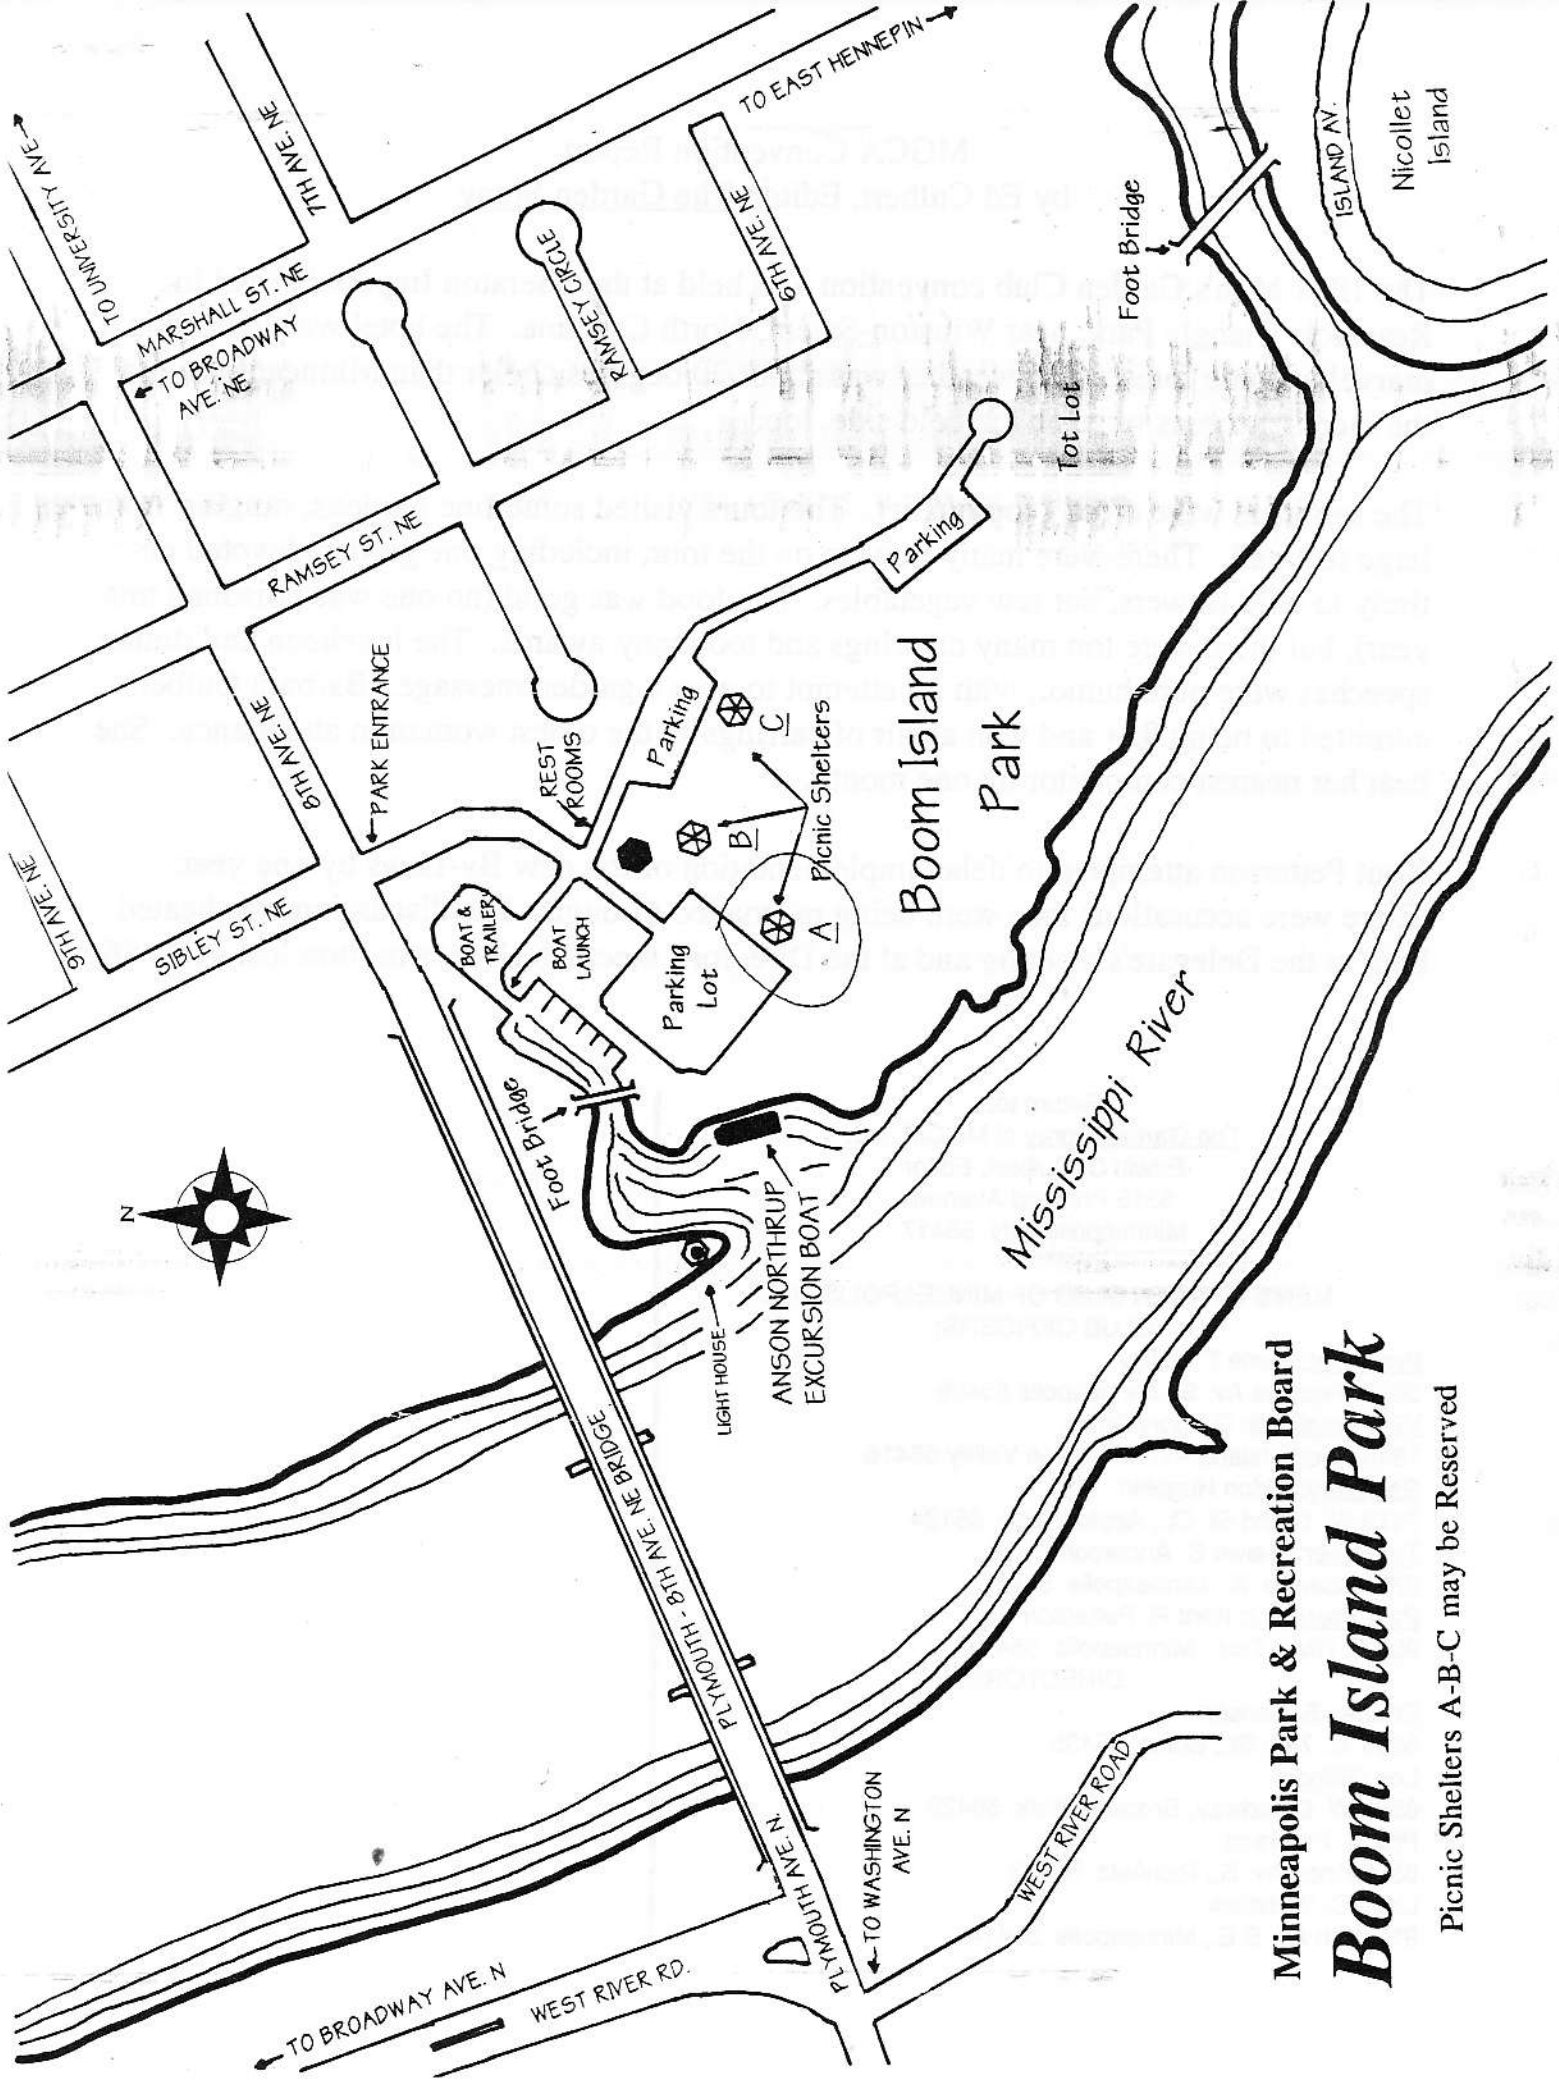 TO UNIVERSITY AVE.
7TH AVE. NE
MARSHALL ST. NE
TO BROADWAY
AVE. NE
TO EAST HENNEPIN
RAMSEY CIRCLE
6TH AVE. NE
RAMSEY ST. NE
8TH AVE. NE
PARK ENTRANCE
9TH AVE. NE
SIBLEY ST. NE
REST
ROOMS
Parking
Parking
Tot Lot
Foot Bridge
ISLAND AV.
Nicollet
Island
BOAT &
TRAILER
BOAT
LAUNCH
Parking
Lot
A
B
C
Picnic Shelters
Boom Island
Park
N
Foot Bridge
LIGHT HOUSE
ANSON NORTHRUP
EXCURSION BOAT
Mississippi River
PLYMOUTH - 8TH AVE. NE BRIDGE
PLYMOUTH AVE. N.
TO WASHINGTON
AVE. N
WEST RIVER ROAD
TO BROADWAY AVE. N
WEST RIVER RD.
Minneapolis Park & Recreation Board
Boom Island Park
Picnic Shelters A-B-C may be Reserved